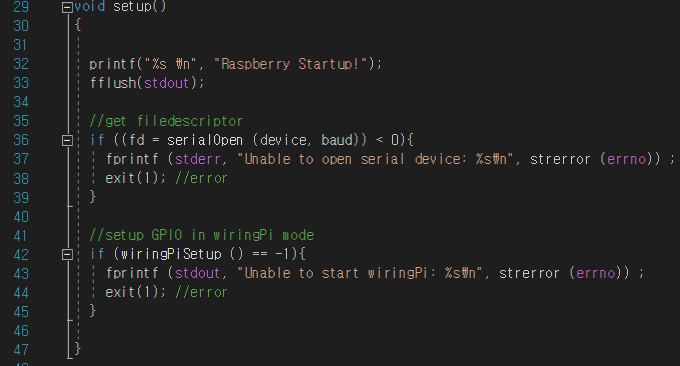 29 void setup()
30 {
31
32 printf("%s ₩n", "Raspberry Startup!");
33 fflush(stdout);
34
35 //get filedescriptor
36 if ((fd = serialOpen (device, baud)) < 0){
37 fprintf (stderr, "Unable to open serial device: %s₩n", strerror (errno)) ;
38 exit(1); //error
39 }
40
41 //setup GPIO in wiringPi mode
42 if (wiringPiSetup () == -1){
43 fprintf (stdout, "Unable to start wiringPi: %s₩n", strerror (errno)) ;
44 exit(1); //error
45 }
46
47 }